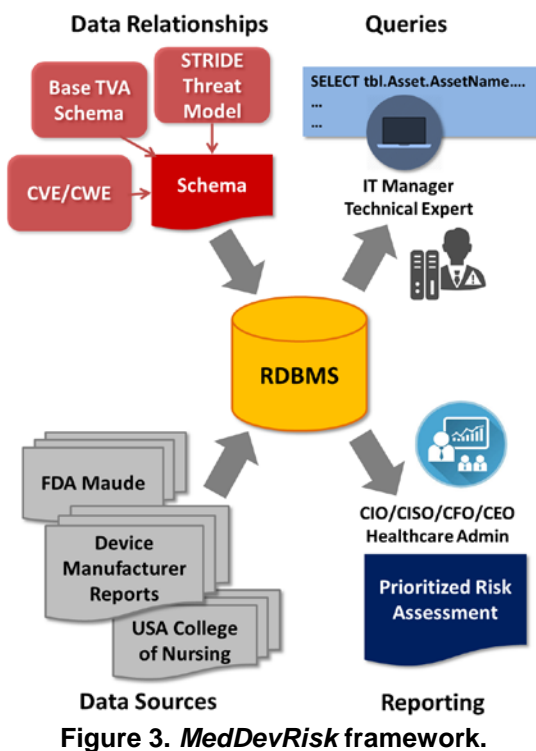 Data Relationships
Queries
Base TVA
Schema
STRIDE
Threat
Model
CVE/CWE
Schema
SELECT tbl.Asset.AssetName....
...
...
IT Manager
Technical Expert
RDBMS
FDA Maude
Device
Manufacturer
Reports
USA College
of Nursing
CIO/CISO/CFO/CEO
Healthcare Admin
Prioritized Risk
Assessment
Data Sources
Reporting
Figure 3. MedDevRisk framework.